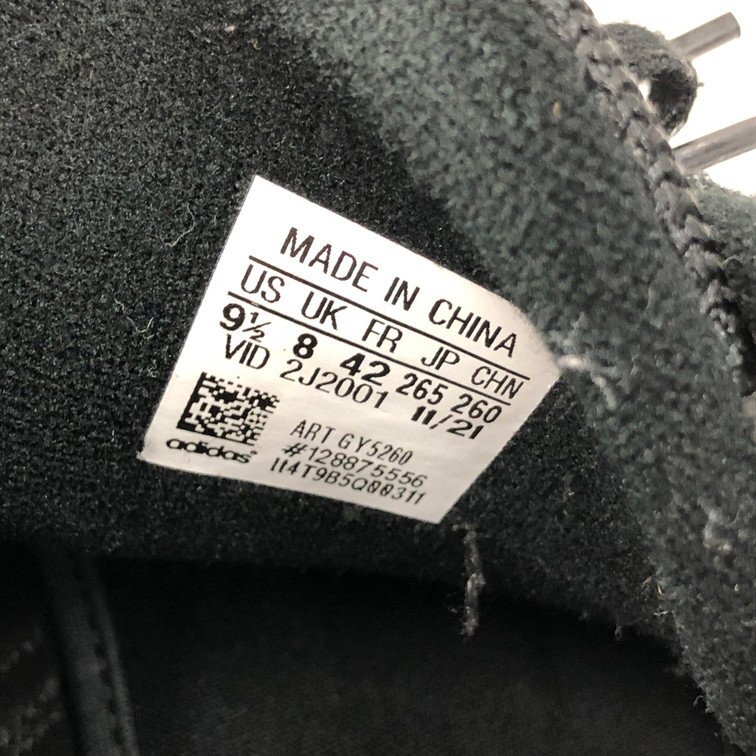 MADE IN CHINA
US UK FR JP CHN
9½ 8 42 265 260
VID 2J2001 11/21
ART GY5260
#128875556
adidas
1I4T9B5Q00311